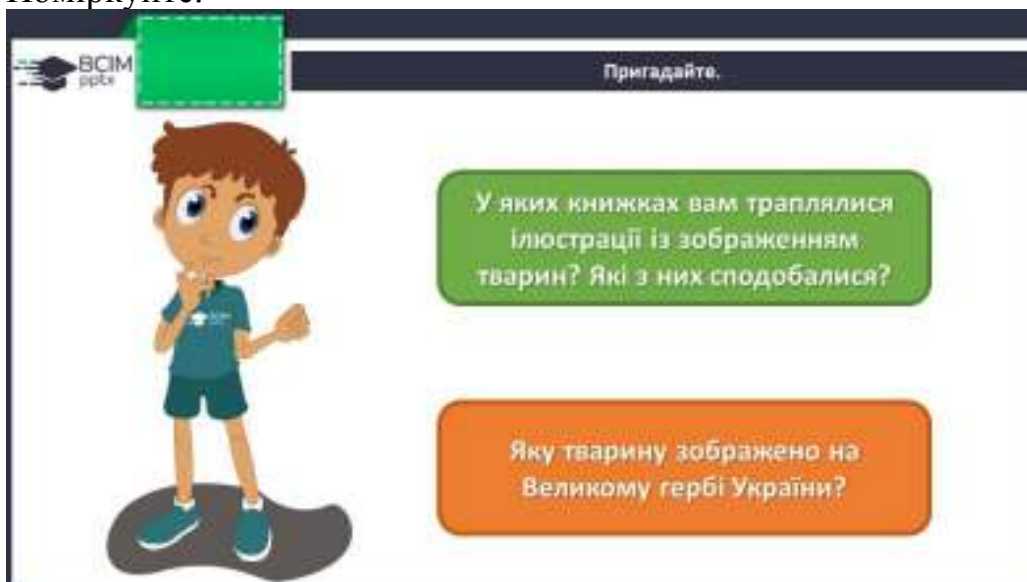 Поміркуйте.
ВСІМ
pptx
Пригадайте.
У яких книжках вам траплялися
ілюстрації із зображенням
тварин? Які з них сподобалися?
Яку тварину зображено на
Великому гербі України?